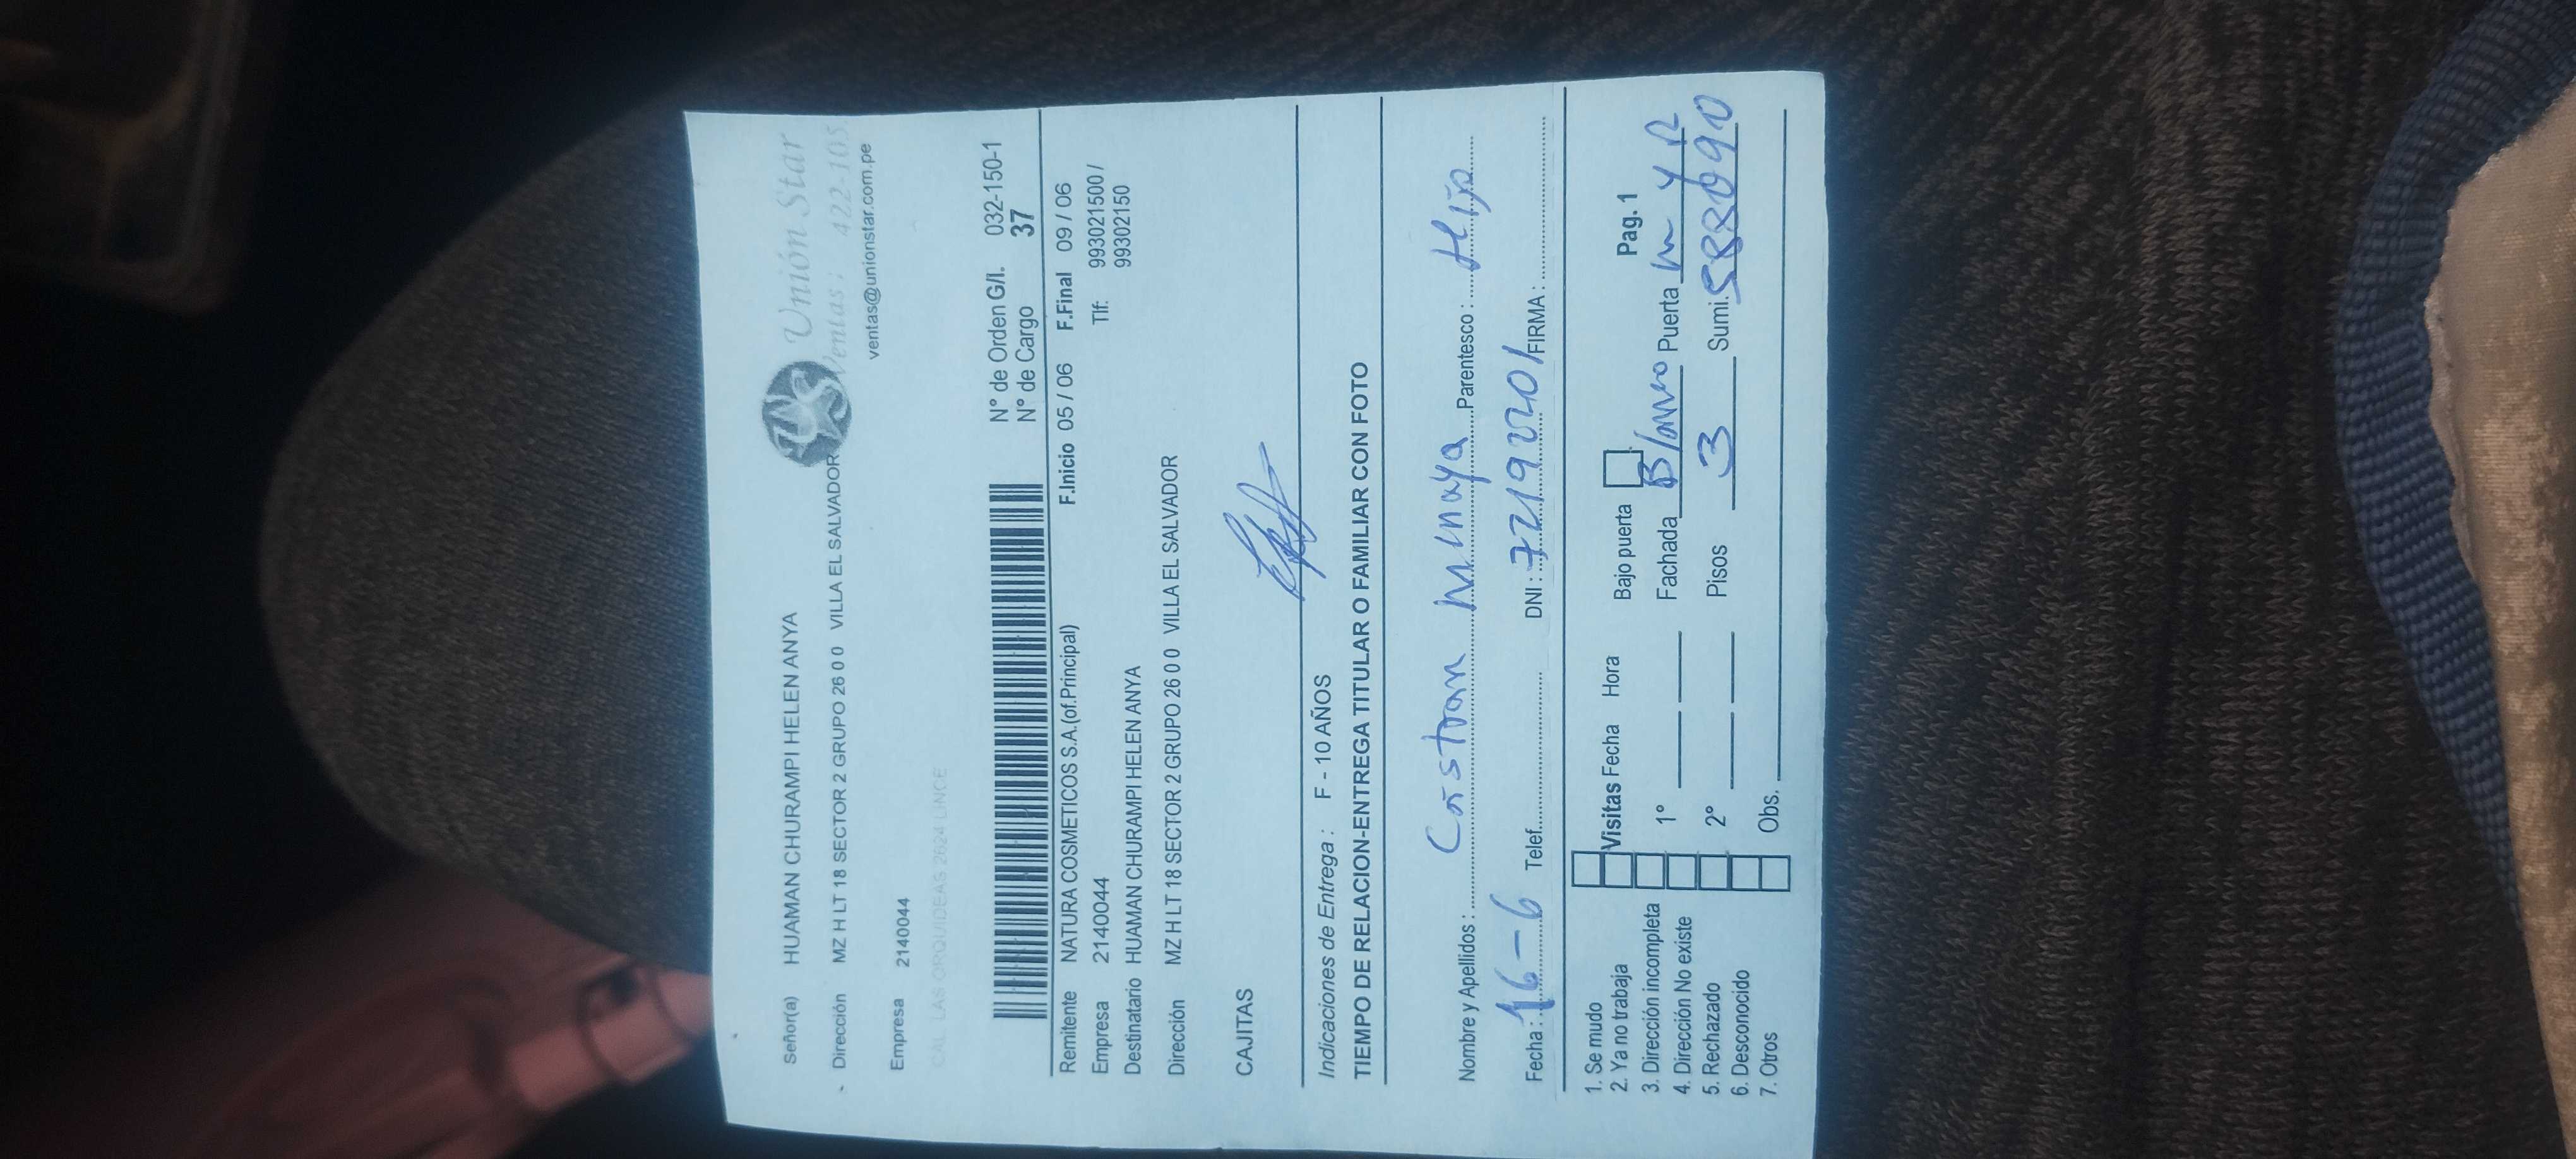 Señor(a) HUAMAN CHURAMPI HELEN ANYA
Unión Star
Dirección MZ H LT 18 SECTOR 2 GRUPO 26 0 0 VILLA EL SALVADOR
Ventas: 422-105
ventas@unionstar.com.pe
Empresa 2140044
CAL LAS ORQUIDEAS 2624 LINCE
N° de Orden G/I. 032-150-1
N° de Cargo 37
Remitente NATURA COSMETICOS S.A.(of.Principal) F.Inicio 05 / 06 F.Final 09 / 06
Empresa 2140044 Tlf: 993021500 /
99302150
Destinatario HUAMAN CHURAMPI HELEN ANYA
Dirección MZ H LT 18 SECTOR 2 GRUPO 26 0 0 VILLA EL SALVADOR
CAJITAS
Indicaciones de Entrega : F - 10 AÑOS
TIEMPO DE RELACION-ENTREGA TITULAR O FAMILIAR CON FOTO
Nombre y Apellidos : Parentesco : Hijo
Fecha : 16-6 Telef. DNI : 77219220 FIRMA :
1. Se mudo
2. Ya no trabaja
3. Dirección incompleta
4. Dirección No existe
5. Rechazado
6. Desconocido
7. Otros
Visitas Fecha Hora Bajo puerta Pag. 1
1° Fachada Blanco Puerta m y R
2° Pisos 3 Sumi. 5880090
Obs.